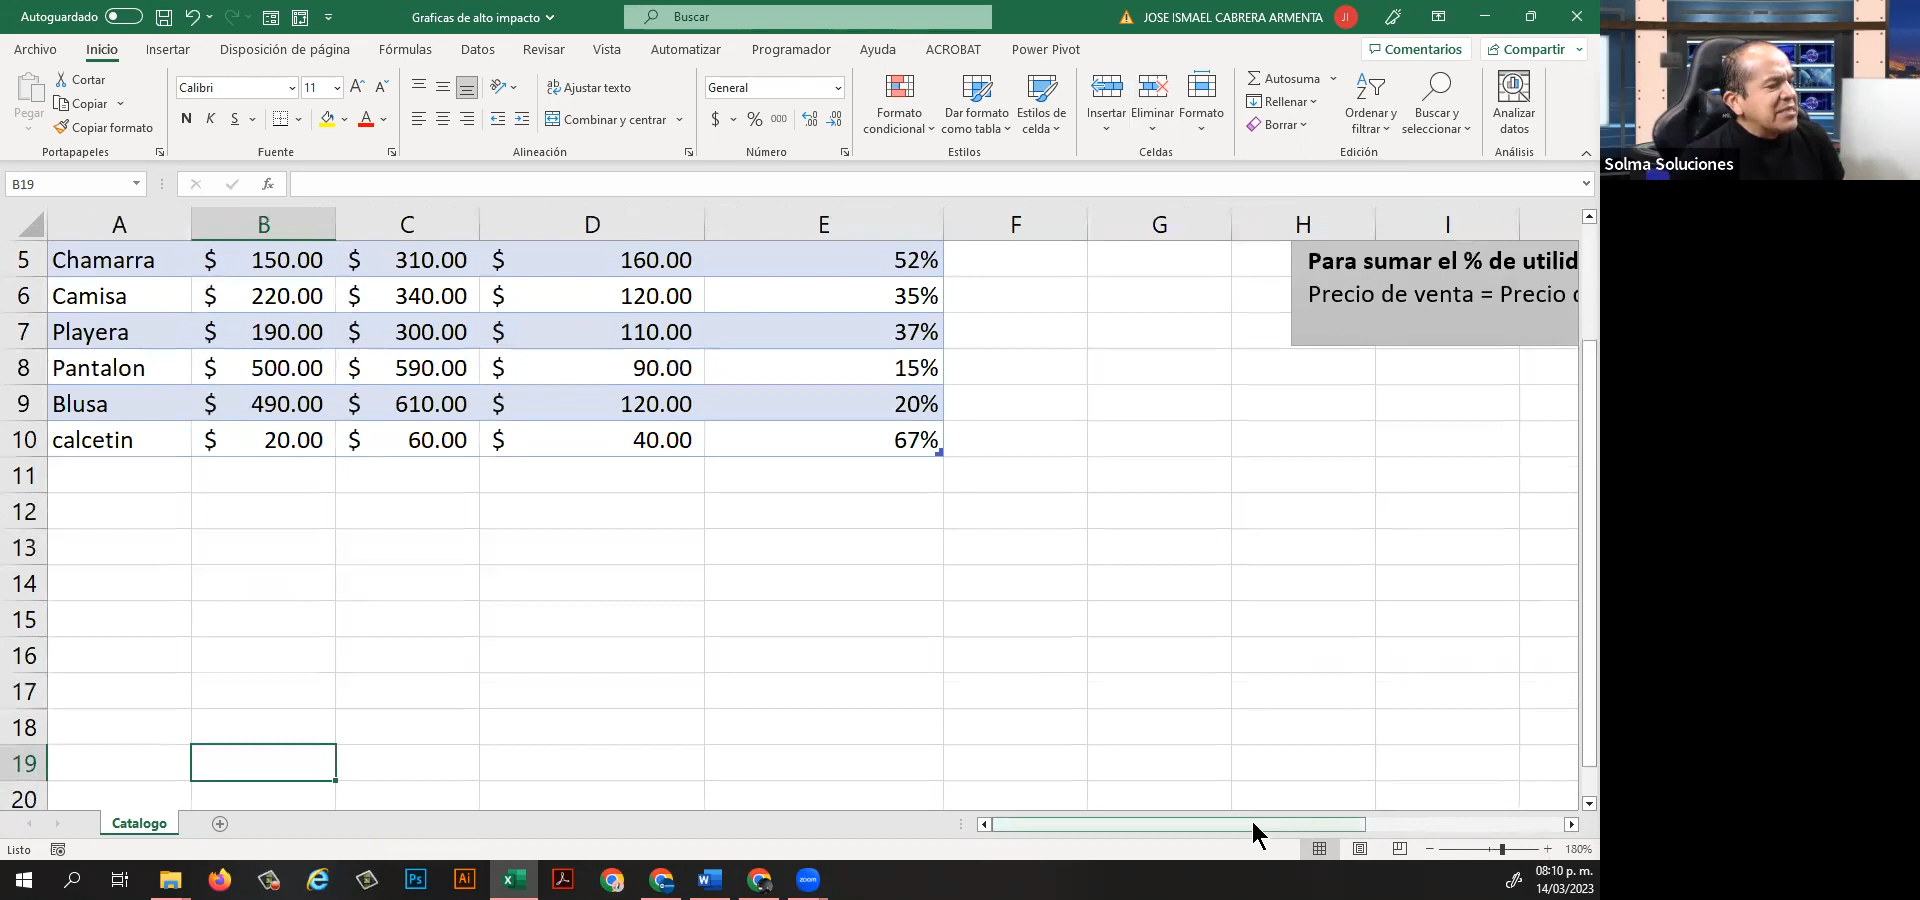 Autoguardado
Graficas de alto impacto
Buscar
JOSE ISMAEL CABRERA ARMENTA
JI
Archivo Inicio Insertar Disposición de página Fórmulas Datos Revisar Vista Automatizar Programador Ayuda ACROBAT Power Pivot
Comentarios Compartir
Pegar
Cortar
Copiar
Copiar formato
Portapapeles
Calibri 11
N K S
Fuente
Ajustar texto
Combinar y centrar
Alineación
General
$ % 000
Número
Formato condicional
Dar formato como tabla
Estilos de celda
Estilos
Insertar Eliminar Formato
Celdas
Autosuma
Rellenar
Borrar
Ordenar y filtrar
Buscar y seleccionar
Edición
Analizar datos
Análisis
Solma Soluciones
B19
fx
A B C D E F G H I
5 Chamarra $ 150.00 $ 310.00 $ 160.00 52%
Para sumar el % de utilid
6 Camisa $ 220.00 $ 340.00 $ 120.00 35%
Precio de venta = Precio
7 Playera $ 190.00 $ 300.00 $ 110.00 37%
8 Pantalon $ 500.00 $ 590.00 $ 90.00 15%
9 Blusa $ 490.00 $ 610.00 $ 120.00 20%
10 calcetin $ 20.00 $ 60.00 $ 40.00 67%
11
12
13
14
15
16
17
18
19
20
Catalogo
Listo
180%
Ps Ai zoom
08:10 p. m.
14/03/2023